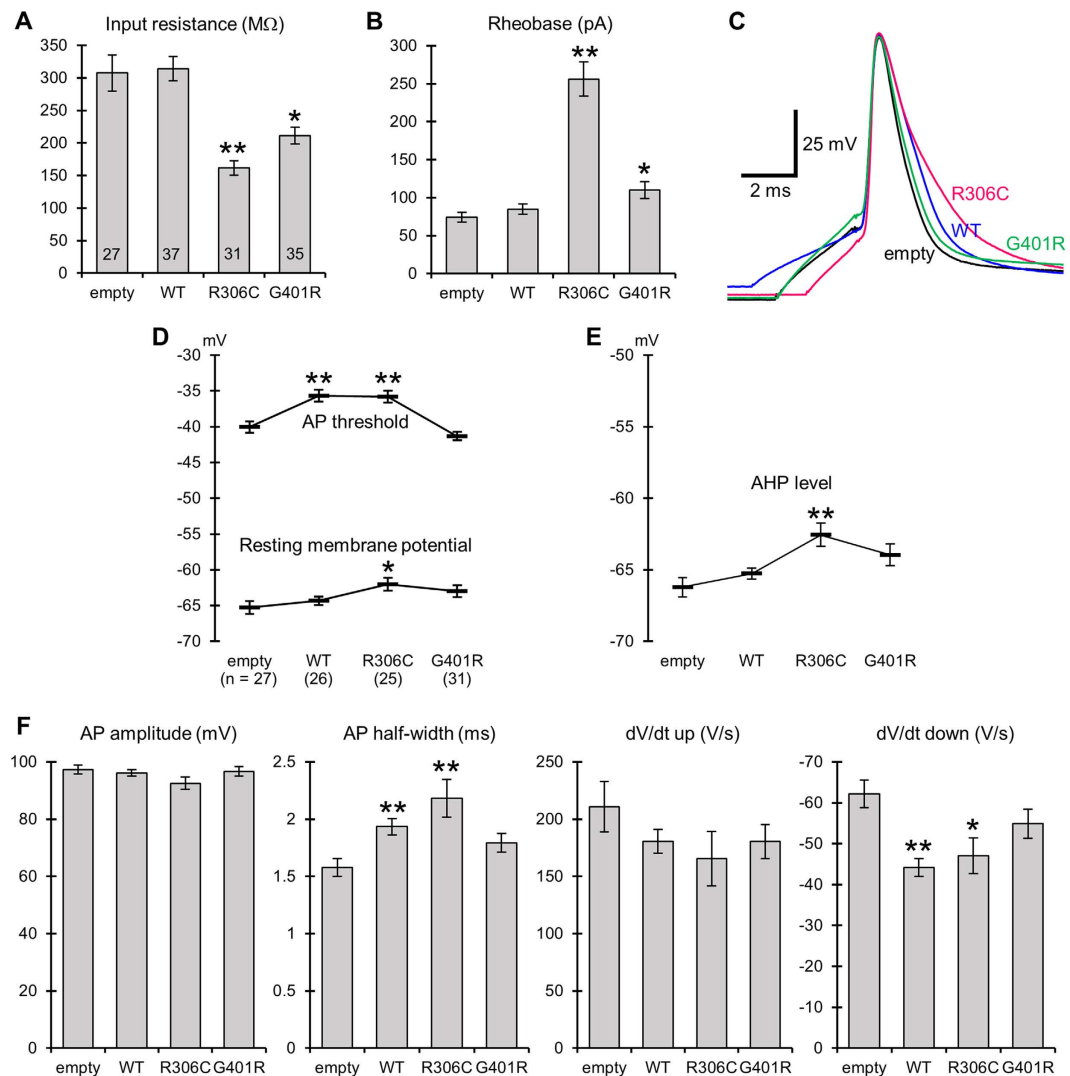 A
Input resistance (MΩ)
350
300
250
200
150
100
50
0
**
*
27
37
31
35
empty
WT
R306C
G401R
B
Rheobase (pA)
300
250
200
150
100
50
0
**
*
empty
WT
R306C
G401R
C
25 mV
2 ms
R306C
WT
G401R
empty
D
mV
-30
-35
-40
-45
-50
-55
-60
-65
-70
**
**
AP threshold
Resting membrane potential
*
empty
WT
R306C
G401R
(n = 27)
(26)
(25)
(31)
E
mV
-50
-55
-60
-65
-70
AHP level
**
empty
WT
R306C
G401R
F
AP amplitude (mV)
100
80
60
40
20
0
empty
WT
R306C
G401R
AP half-width (ms)
2.5
2
1.5
1
0.5
0
**
**
empty
WT
R306C
G401R
dV/dt up (V/s)
250
200
150
100
50
0
empty
WT
R306C
G401R
dV/dt down (V/s)
-70
-60
-50
-40
-30
-20
-10
0
**
*
empty
WT
R306C
G401R